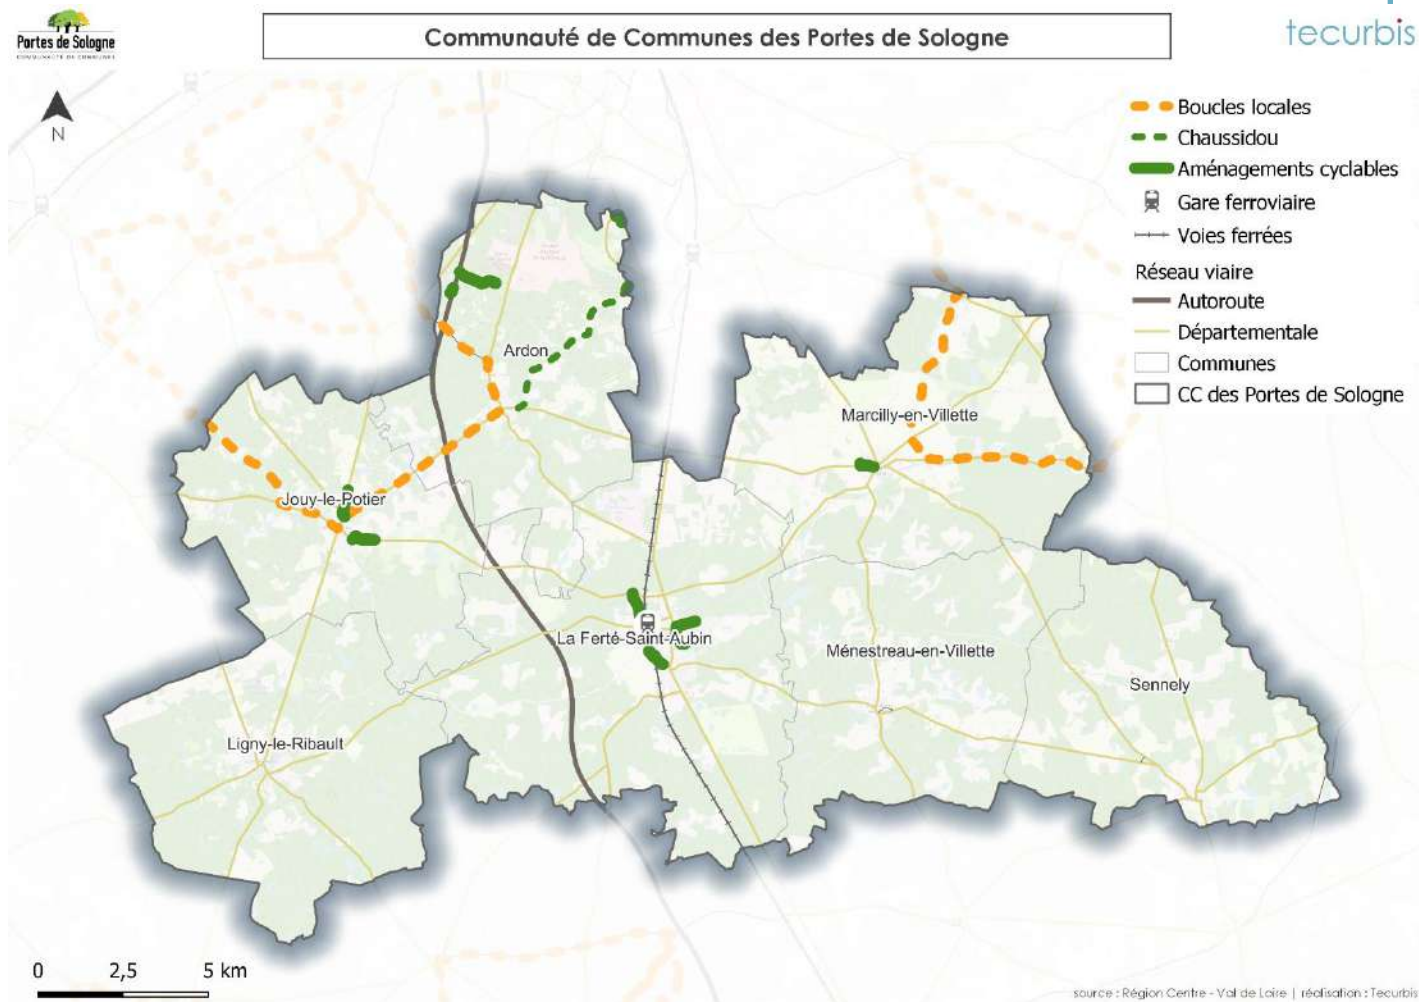 Portes de Sologne
COMMUNAUTÉ DE COMMUNES
Communauté de Communes des Portes de Sologne
tecurbis
N
Boucles locales
Chaussidou
Aménagements cyclables
Gare ferroviaire
Voies ferrées
Réseau viaire
Autoroute
Départementale
Communes
CC des Portes de Sologne
Ardon
Marcilly-en-Villette
Jouy-le-Potier
La Ferté-Saint-Aubin
Ménestreau-en-Villette
Sennely
Ligny-le-Ribault
0 2,5 5 km
source : Région Centre - Val de Loire | réalisation : Tecurbis